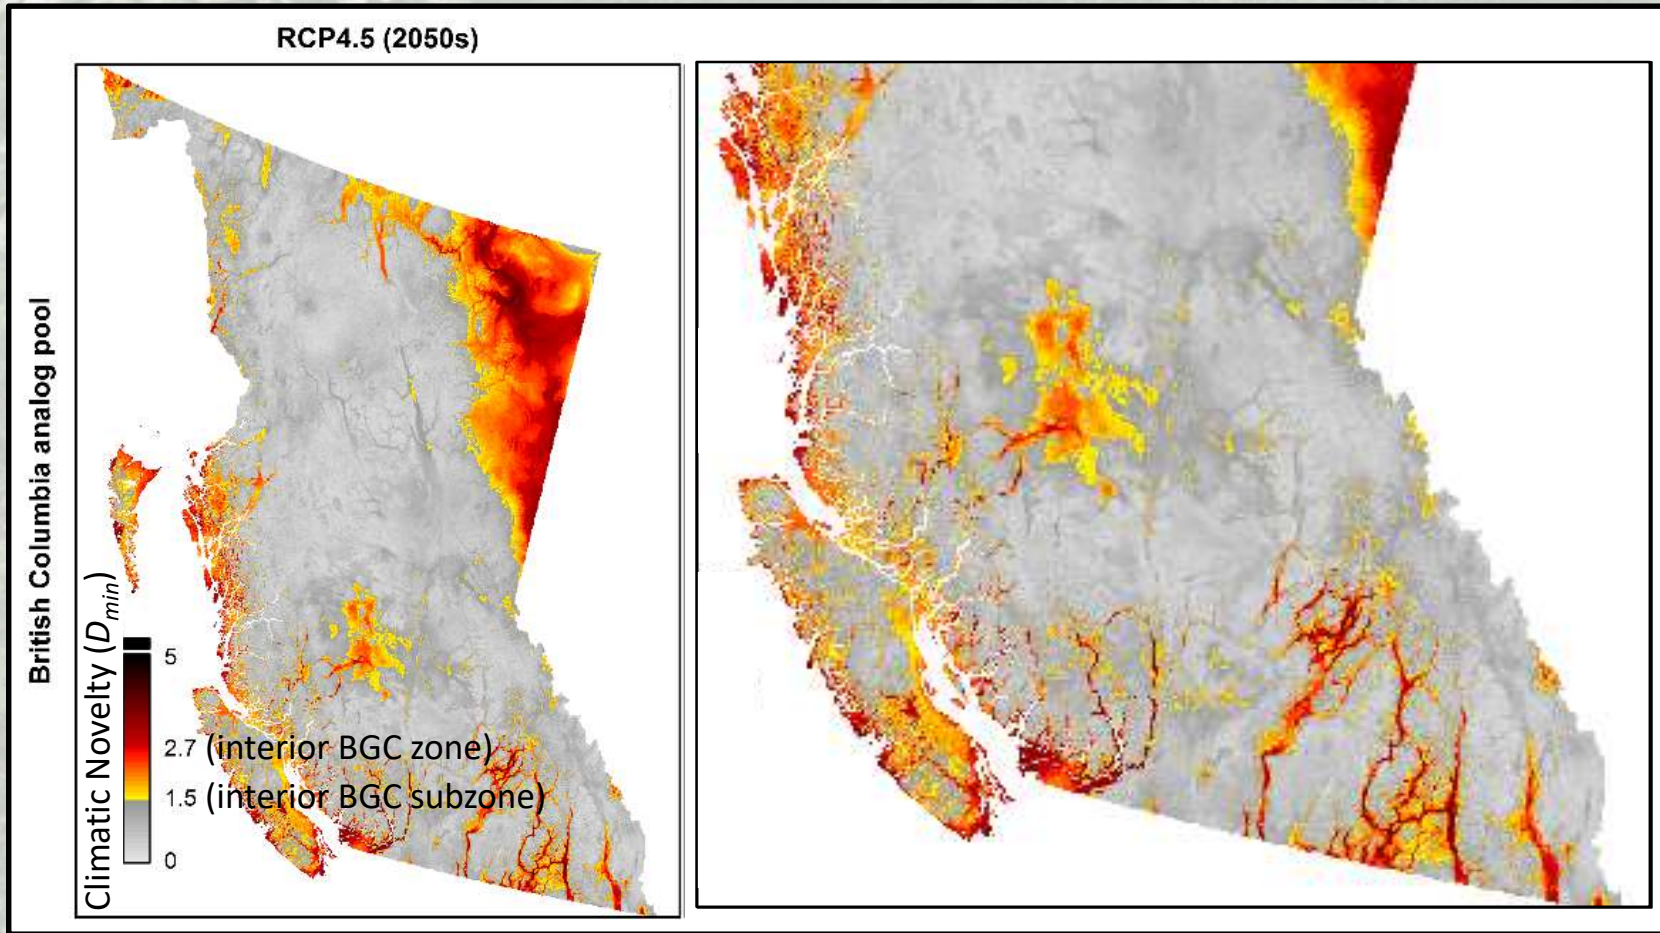 RCP4.5 (2050s)
British Columbia analog pool
Climatic Novelty (Dmin)
5
2.7 (interior BGC zone)
1.5 (interior BGC subzone)
0